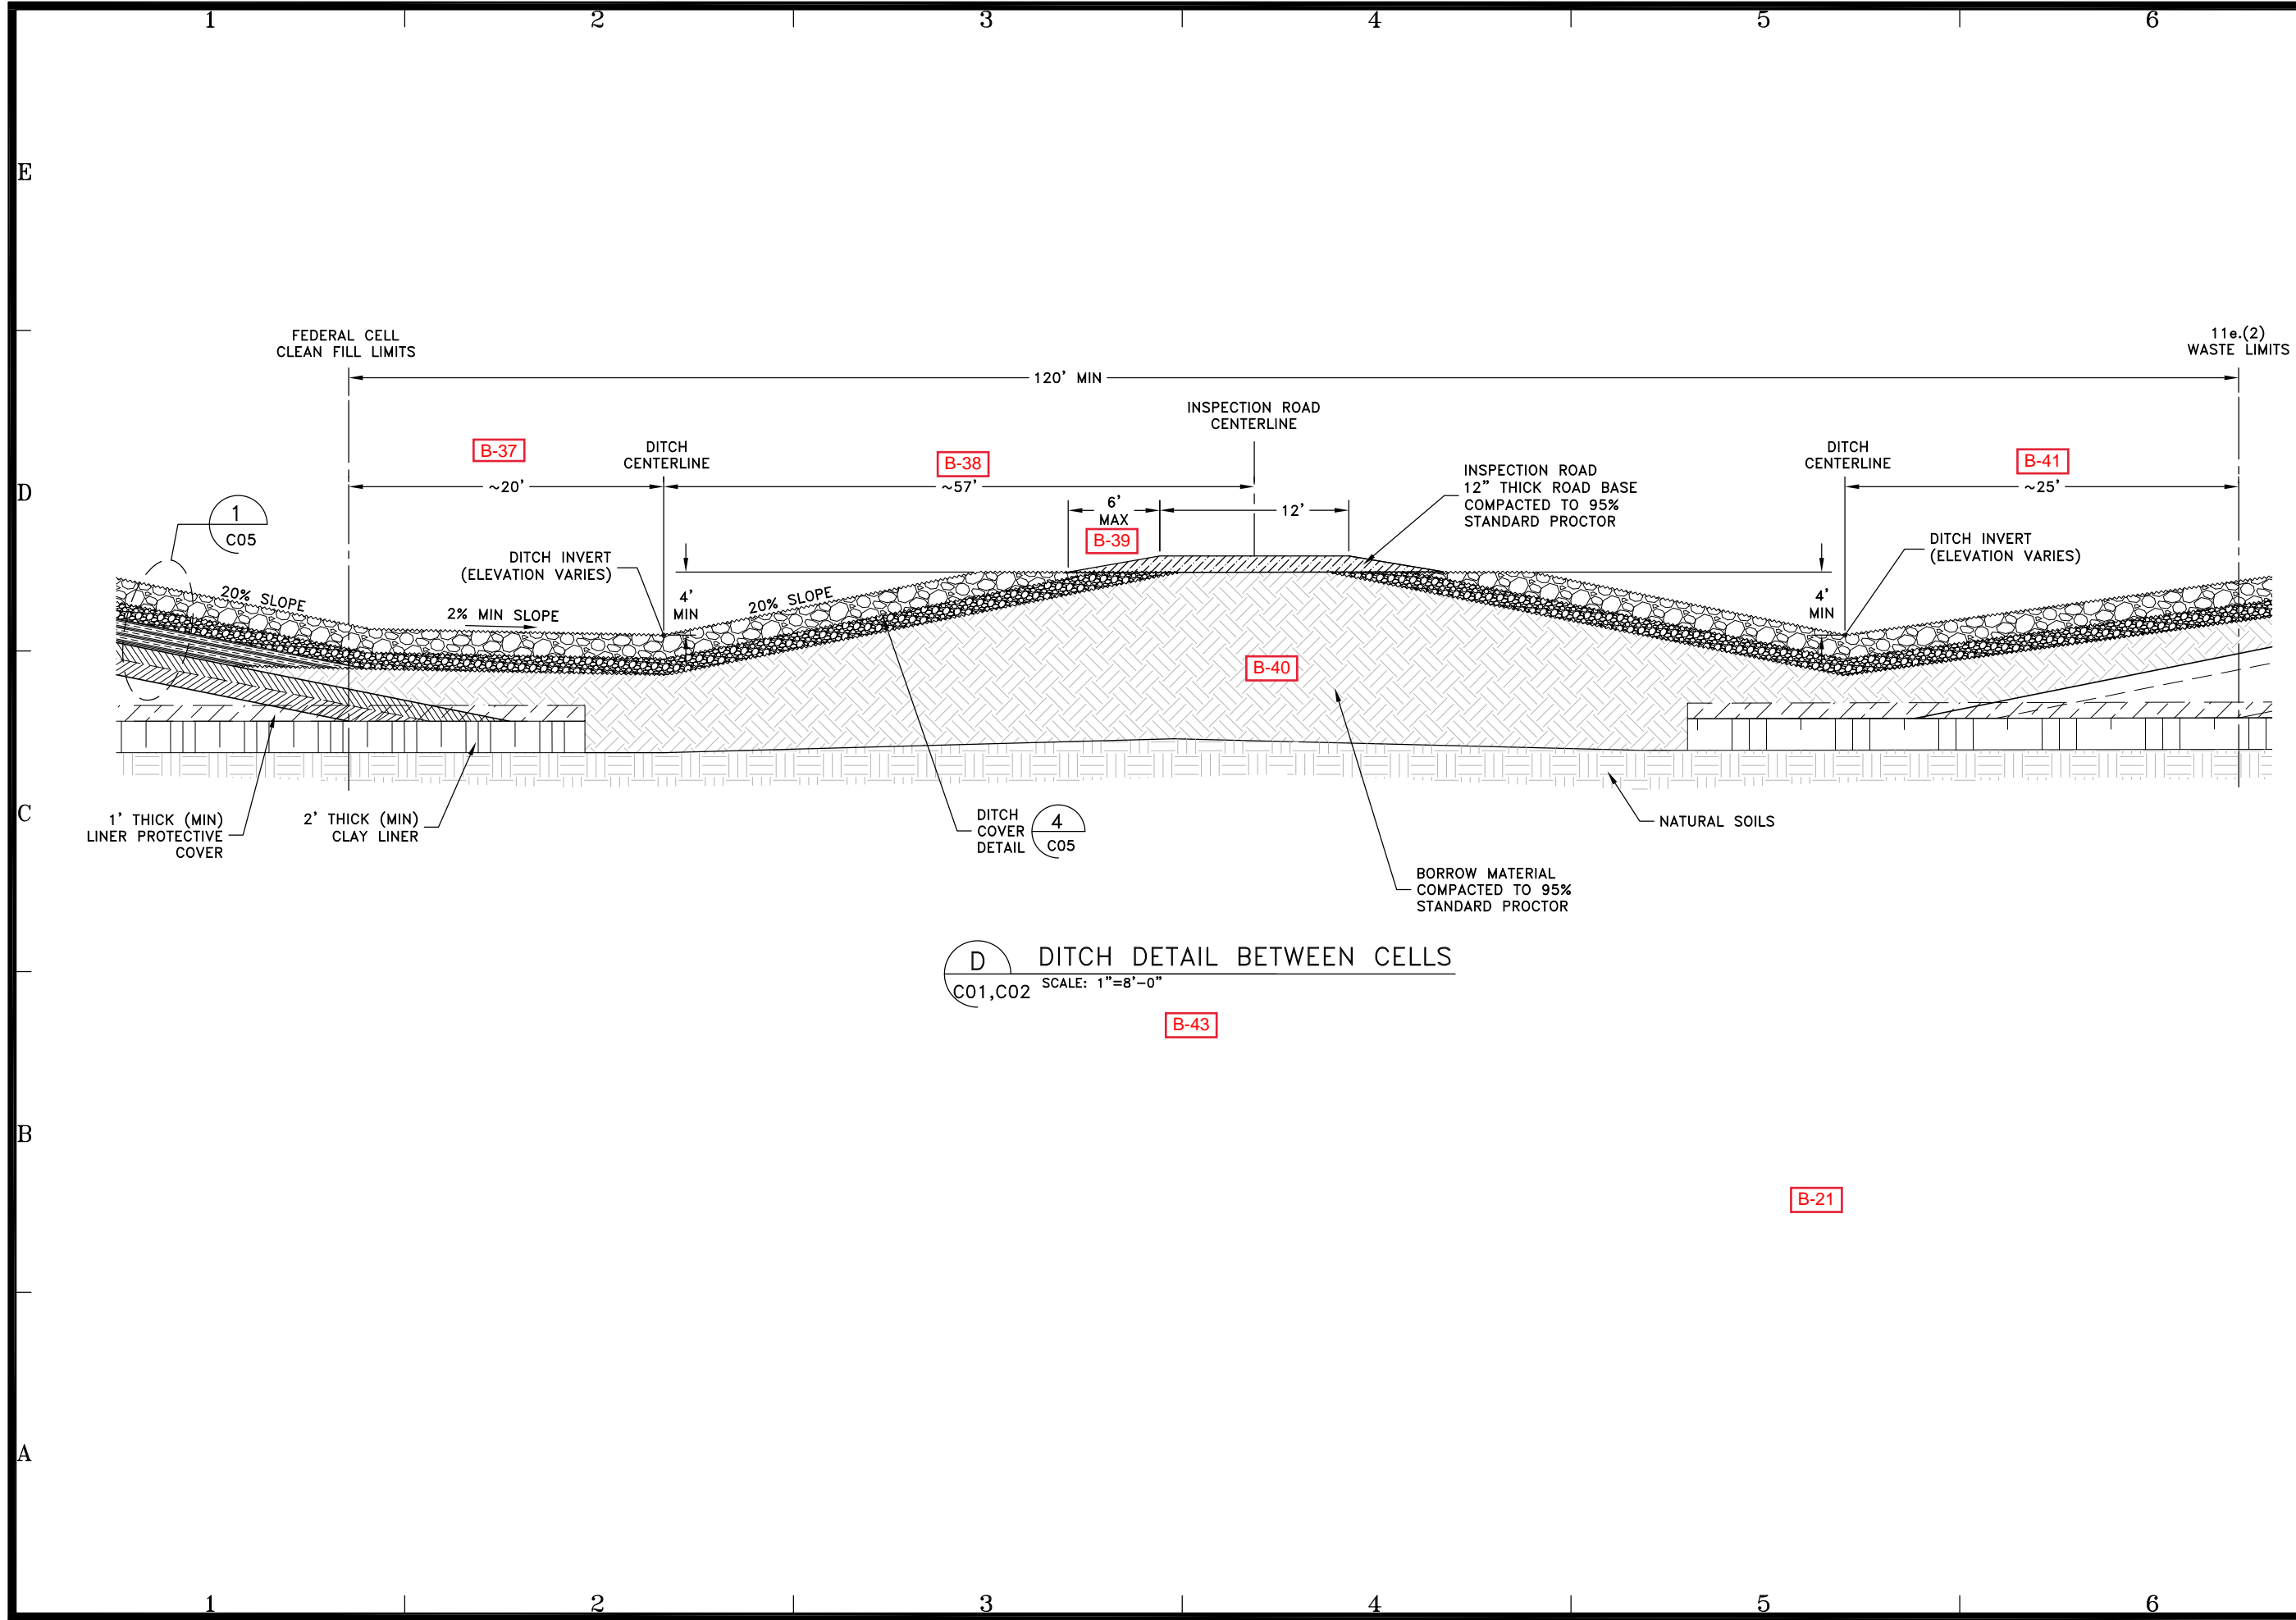 1 2 3 4 5 6
E
FEDERAL CELL
CLEAN FILL LIMITS
11e.(2)
WASTE LIMITS
120' MIN
INSPECTION ROAD
CENTERLINE
B-37
DITCH
CENTERLINE
B-38
DITCH
CENTERLINE
B-41
INSPECTION ROAD
12" THICK ROAD BASE
COMPACTED TO 95%
STANDARD PROCTOR
D
~20'
~57'
~25'
6'
MAX
12'
B-39
1
C05
DITCH INVERT
(ELEVATION VARIES)
DITCH INVERT
(ELEVATION VARIES)
20% SLOPE
2% MIN SLOPE
4'
MIN
20% SLOPE
4'
MIN
B-40
C
1' THICK (MIN)
LINER PROTECTIVE
COVER
2' THICK (MIN)
CLAY LINER
DITCH
COVER
DETAIL
4
C05
NATURAL SOILS
BORROW MATERIAL
COMPACTED TO 95%
STANDARD PROCTOR
D
C01,C02
DITCH DETAIL BETWEEN CELLS
SCALE: 1"=8'-0"
B-43
B
B-21
A
1 2 3 4 5 6